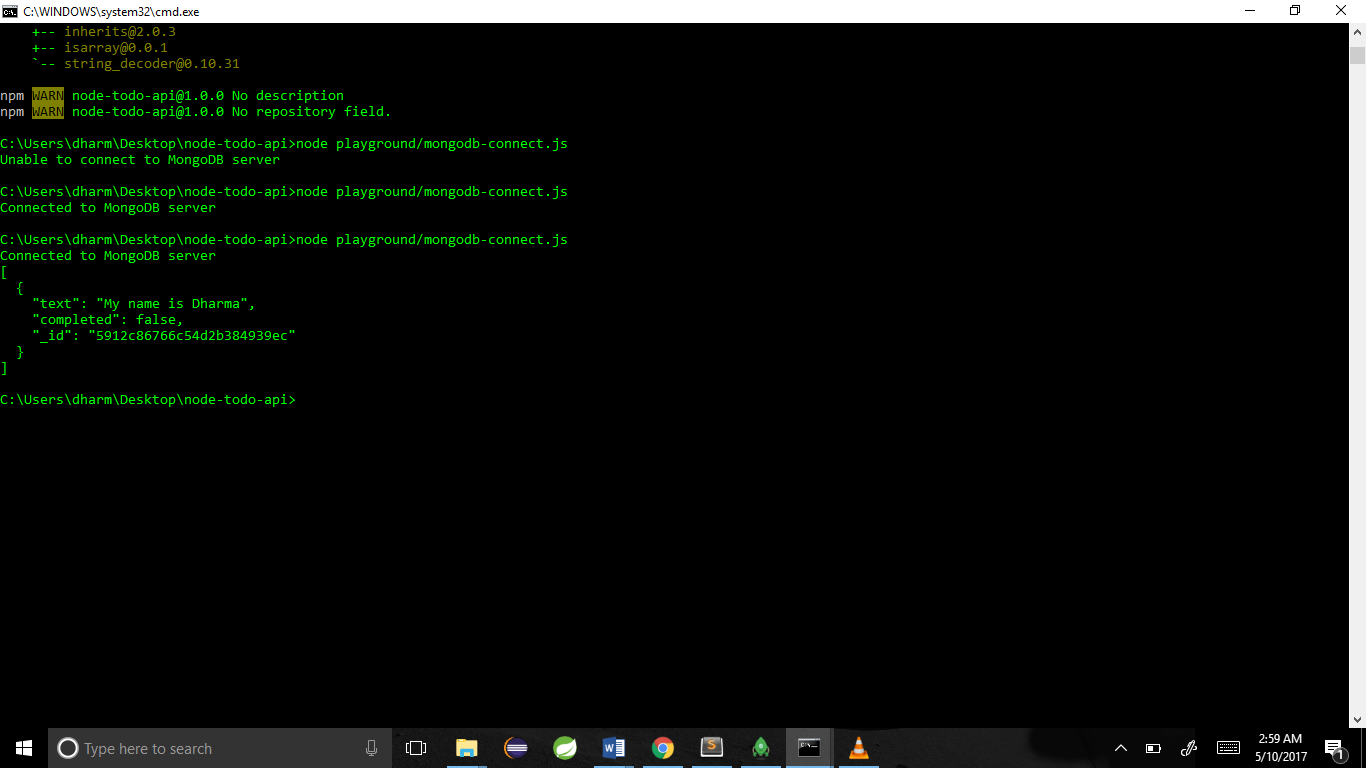 C:\WINDOWS\system32\cmd.exe
+-- inherits@2.0.3
+-- isarray@0.0.1
`-- string_decoder@0.10.31
npm WARN node-todo-api@1.0.0 No description
npm WARN node-todo-api@1.0.0 No repository field.
C:\Users\dharm\Desktop\node-todo-api>node playground/mongodb-connect.js
Unable to connect to MongoDB server
C:\Users\dharm\Desktop\node-todo-api>node playground/mongodb-connect.js
Connected to MongoDB server
C:\Users\dharm\Desktop\node-todo-api>node playground/mongodb-connect.js
Connected to MongoDB server
[
  {
    "text": "My name is Dharma",
    "completed": false,
    "_id": "5912c86766c54d2b384939ec"
  }
]
C:\Users\dharm\Desktop\node-todo-api>
Type here to search
2:59 AM
5/10/2017
1